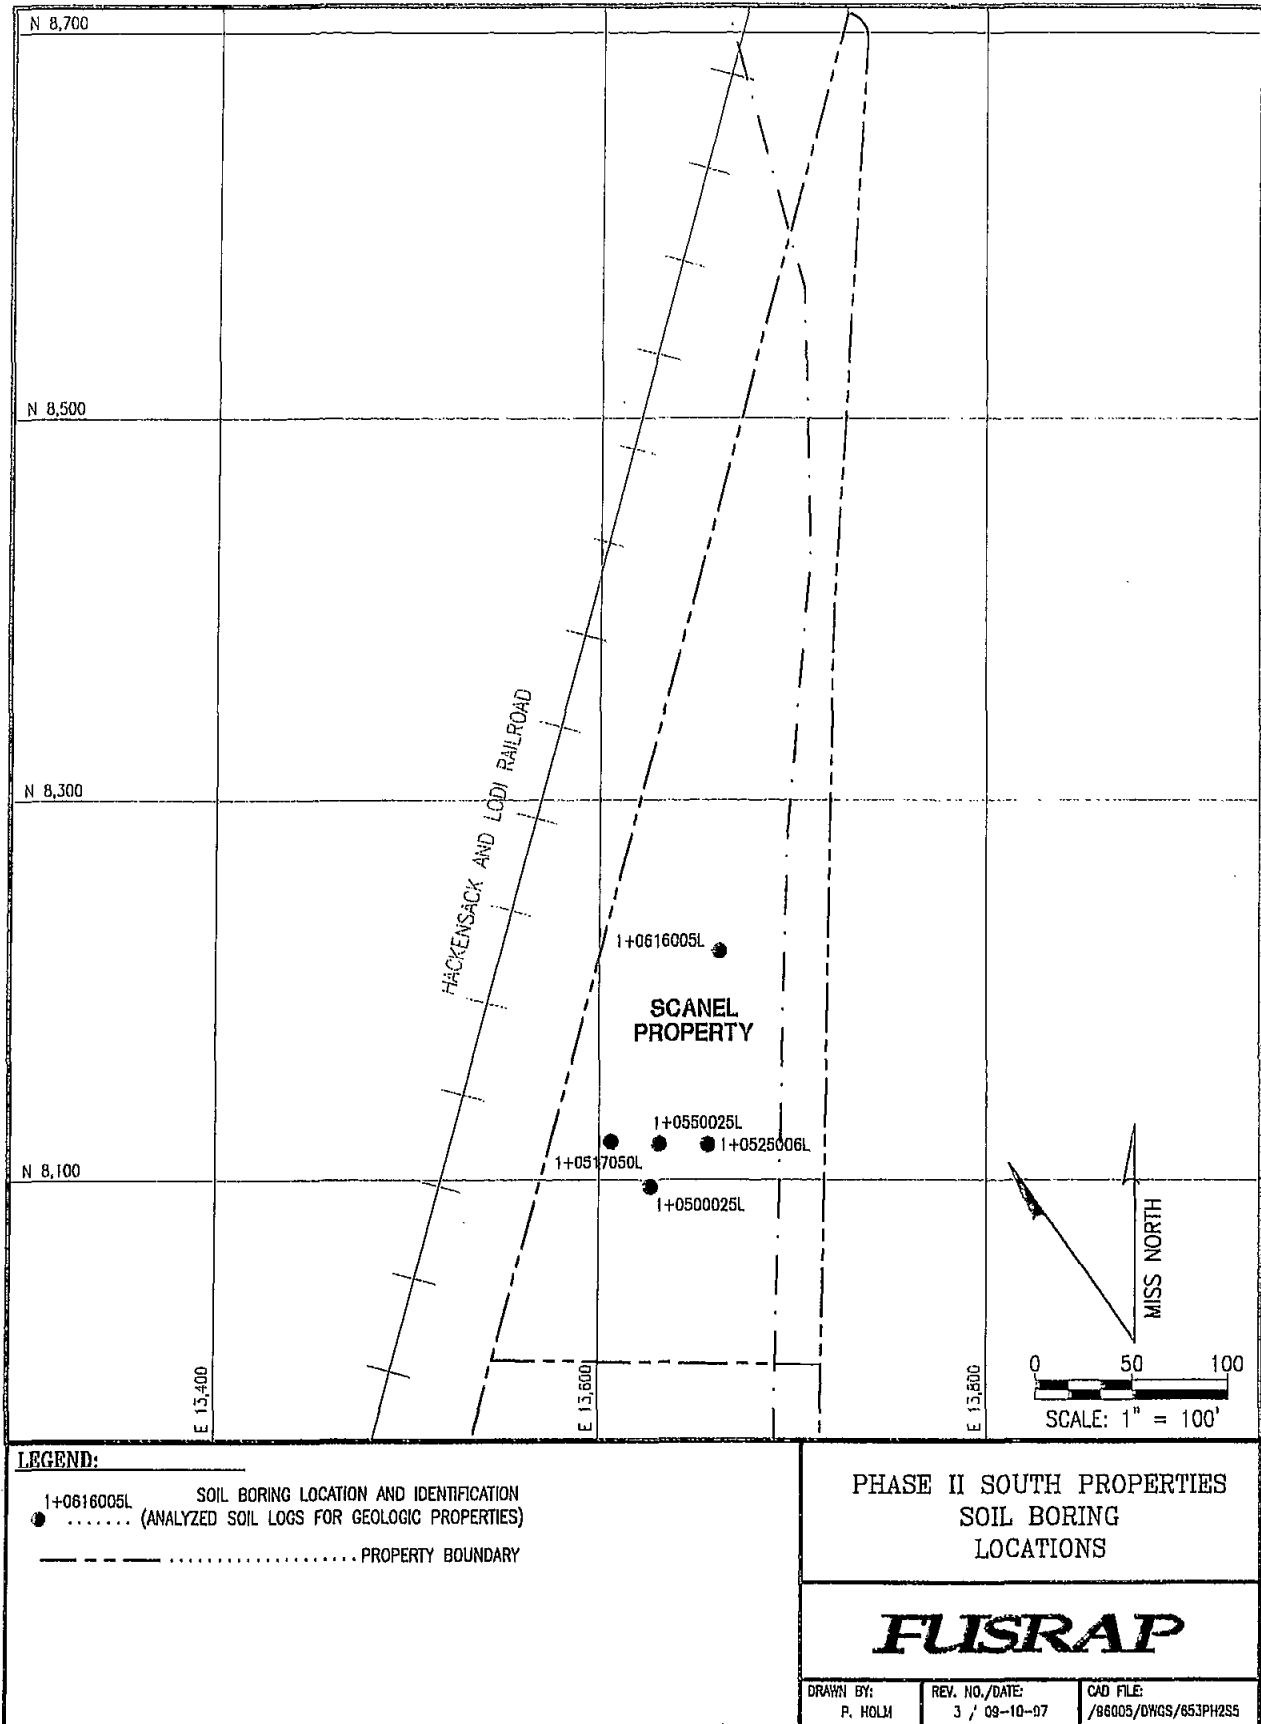 N 8,700
N 8,500
N 8,300
N 8,100
HACKENSACK AND LODI RAILROAD
1+0616005L
SCANEL
PROPERTY
1+0550025L
1+0525006L
1+0517050L
1+0500025L
E 13,400
E 13,600
E 13,800
MISS NORTH
0 50 100
SCALE: 1" = 100'
LEGEND:
1+0616005L SOIL BORING LOCATION AND IDENTIFICATION
....... (ANALYZED SOIL LOGS FOR GEOLOGIC PROPERTIES)
.................... PROPERTY BOUNDARY
PHASE II SOUTH PROPERTIES
SOIL BORING
LOCATIONS
FUSRAP
DRAWN BY:
P. HOLM
REV. NO./DATE:
3 / 09-10-97
CAD FILE:
/96005/DWGS/653PH2S5